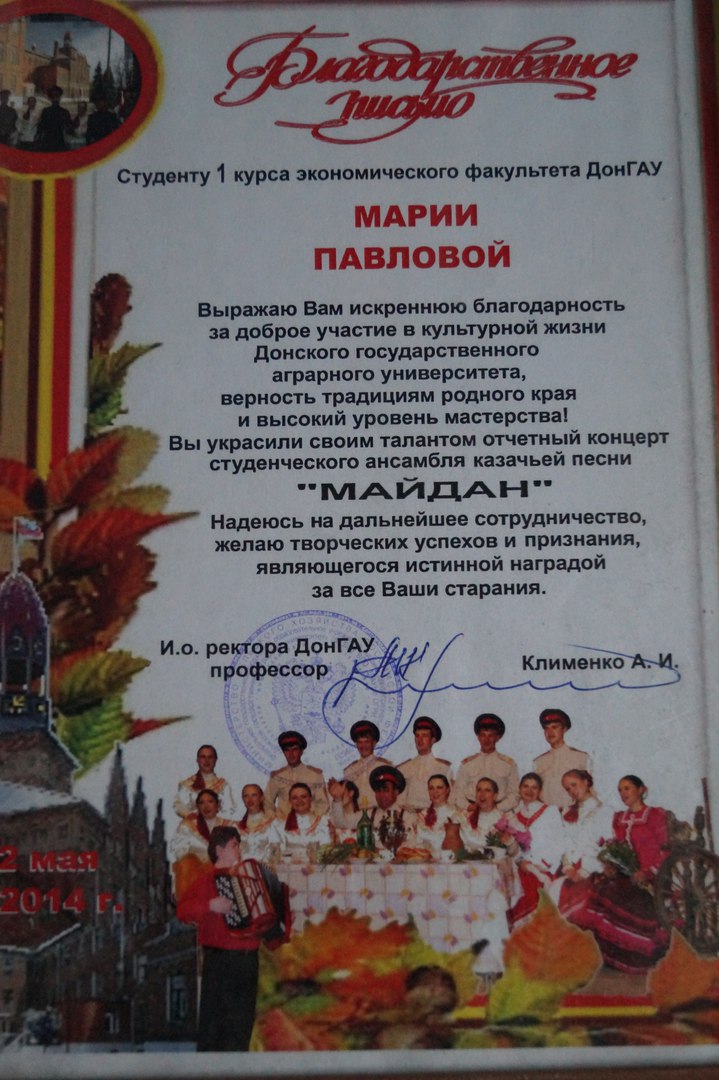 Благодарственное
письмо
Студенту 1 курса экономического факультета ДонГАУ
МАРИИ
ПАВЛОВОЙ
Выражаю Вам искреннюю благодарность
за доброе участие в культурной жизни
Донского государственного
аграрного университета,
верность традициям родного края
и высокий уровень мастерства!
Вы украсили своим талантом отчетный концерт
студенческого ансамбля казачьей песни
"МАЙДАН"
Надеюсь на дальнейшее сотрудничество,
желаю творческих успехов и признания,
являющегося истинной наградой
за все Ваши старания.
И.о. ректора ДонГАУ
профессор
Клименко А. И.
2 мая
2014 г.